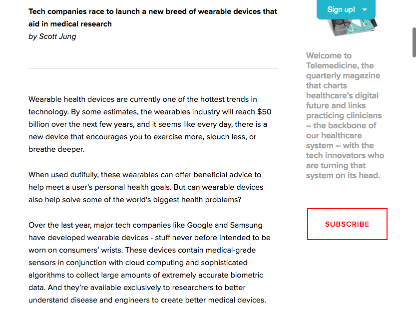 Tech companies race to launch a new breed of wearable devices that
aid in medical research
by Scott Jung
Wearable health devices are currently one of the hottest trends in
technology. By some estimates, the wearables industry will reach $50
billion over the next few years, and it seems like every day, there is a
new device that encourages you to exercise more, slouch less, or
breathe deeper.
When used dutifully, these wearables can offer beneficial advice to
help meet a user's personal health goals. But can wearable devices
also help solve some of the world's biggest health problems?
Over the last year, major tech companies like Google and Samsung
have developed wearable devices - stuff never before intended to be
worn on consumers' wrists. These devices contain medical-grade
sensors in conjunction with cloud computing and sophisticated
algorithms to collect large amounts of extremely accurate biometric
data. And they're available exclusively to researchers to better
understand disease and engineers to create better medical devices.
Sign up!
Welcome to
Telemedicine, the
quarterly magazine
that charts
healthcare's digital
future and links
practicing clinicians
– the backbone of
our healthcare
system – with the
tech innovators who
are turning that
system on its head.
SUBSCRIBE